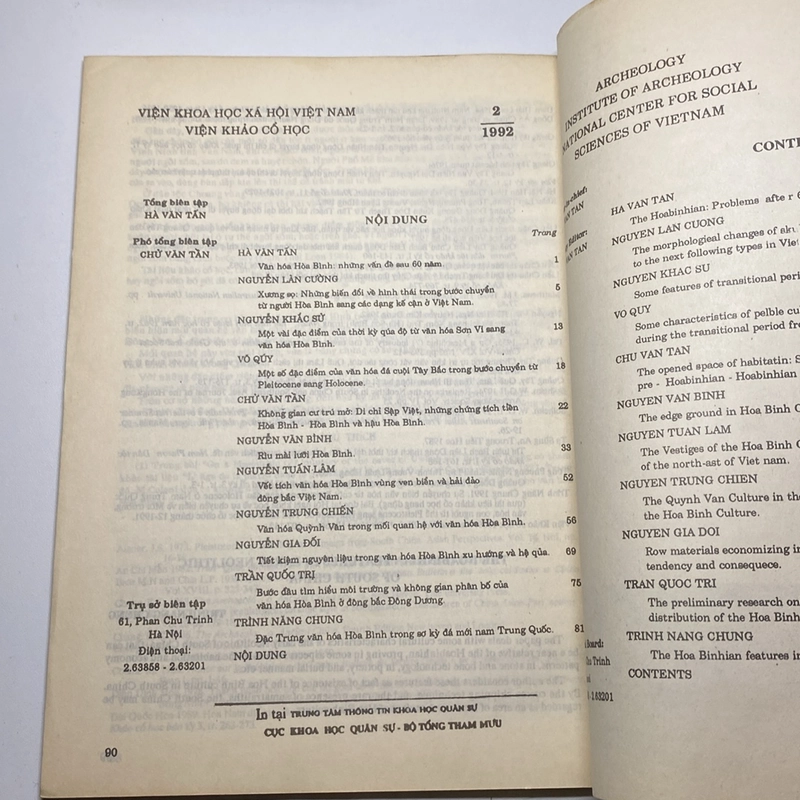 VIỆN KHOA HỌC XÃ HỘI VIỆT NAM
VIỆN KHẢO CỔ HỌC
2
1992
Tổng biên tập
HÀ VĂN TẤN
Phó tổng biên tập
CHỬ VĂN TẦN
NỘI DUNG
Trang
HÀ VĂN TẤN
Văn hóa Hòa Bình: những vấn đề sau 60 năm. 1
NGUYỄN LÂN CƯỜNG
Xương sọ: Những biến đổi về hình thái trong bước chuyển 5
từ người Hòa Bình sang các dạng kế cận ở Việt Nam.
NGUYỄN KHẮC SỬ
Một vài đặc điểm của thời kỳ quá độ từ văn hóa Sơn Vi sang 13
văn hóa Hòa Bình.
VÕ QÚY
Một số đặc điểm của văn hóa đá cuội Tây Bắc trong bước chuyển từ 18
Pleitocene sang Holocene.
CHỬ VĂN TẦN
Không gian cư trú mở: Di chỉ Sập Việt, những chứng tích tiền 22
Hòa Bình - Hòa Bình và hậu Hòa Bình.
NGUYỄN VĂN BÌNH
Rìu mài lưỡi Hòa Bình. 33
NGUYỄN TUẤN LÂM
Vết tích văn hóa Hòa Bình vùng ven biển và hải đảo 52
đông bắc Việt Nam.
NGUYỄN TRUNG CHIẾN
Văn hóa Quỳnh Văn trong mối quan hệ với văn hóa Hòa Bình. 56
NGUYỄN GIA ĐỐI
Tiết kiệm nguyên liệu trong văn hóa Hòa Bình xu hướng và hệ qủa. 69
TRẦN QUỐC TRỊ
Bước đầu tìm hiểu môi trường và không gian phân bố của 75
văn hóa Hòa Bình ở đông bắc Đông Dương.
TRÌNH NĂNG CHUNG
Đặc Trưng văn hóa Hòa Bình trong sơ kỳ đá mới nam Trung Quốc. 81
NỘI DUNG
Trụ sở biên tập
61, Phan Chu Trinh
Hà Nội
Điện thoại:
2.63858 - 2.63201
In tại TRUNG TÂM THÔNG TIN KHOA HỌC QUÂN SỰ
CỤC KHOA HỌC QUÂN SỰ - BỘ TỔNG THAM MƯU
90
ARCHEOLOGY
INSTITUTE OF ARCHEOLOGY
NATIONAL CENTER FOR SOCIAL
SCIENCES OF VIETNAM
HA VAN TAN
The Hoabinhian: Problems after 6
NGUYEN LAN CUONG
The morphological changes of
to the next following types in
NGUYEN KHAC SU
Some features of transitional
VO QUY
Some characteristics of pelble
during the transitional period
CHU VAN TAN
The opened space of habitatin:
pre - Hoabinhian - Hoabinhian
NGUYEN VAN BINH
The edge ground in Hoa Binh
NGUYEN TUAN LAM
The Vestiges of the Hoa Binh
of the north-ast of Viet nam.
NGUYEN TRUNG CHIEN
The Quynh Van Culture in the
the Hoa Binh Culture.
NGUYEN GIA DOI
Row materials economizing in
tendency and consequece.
TRAN QUOC TRI
The preliminary research on
distribution of the Hoa Binh
TRINH NANG CHUNG
The Hoa Binhian features in
CONTENTS